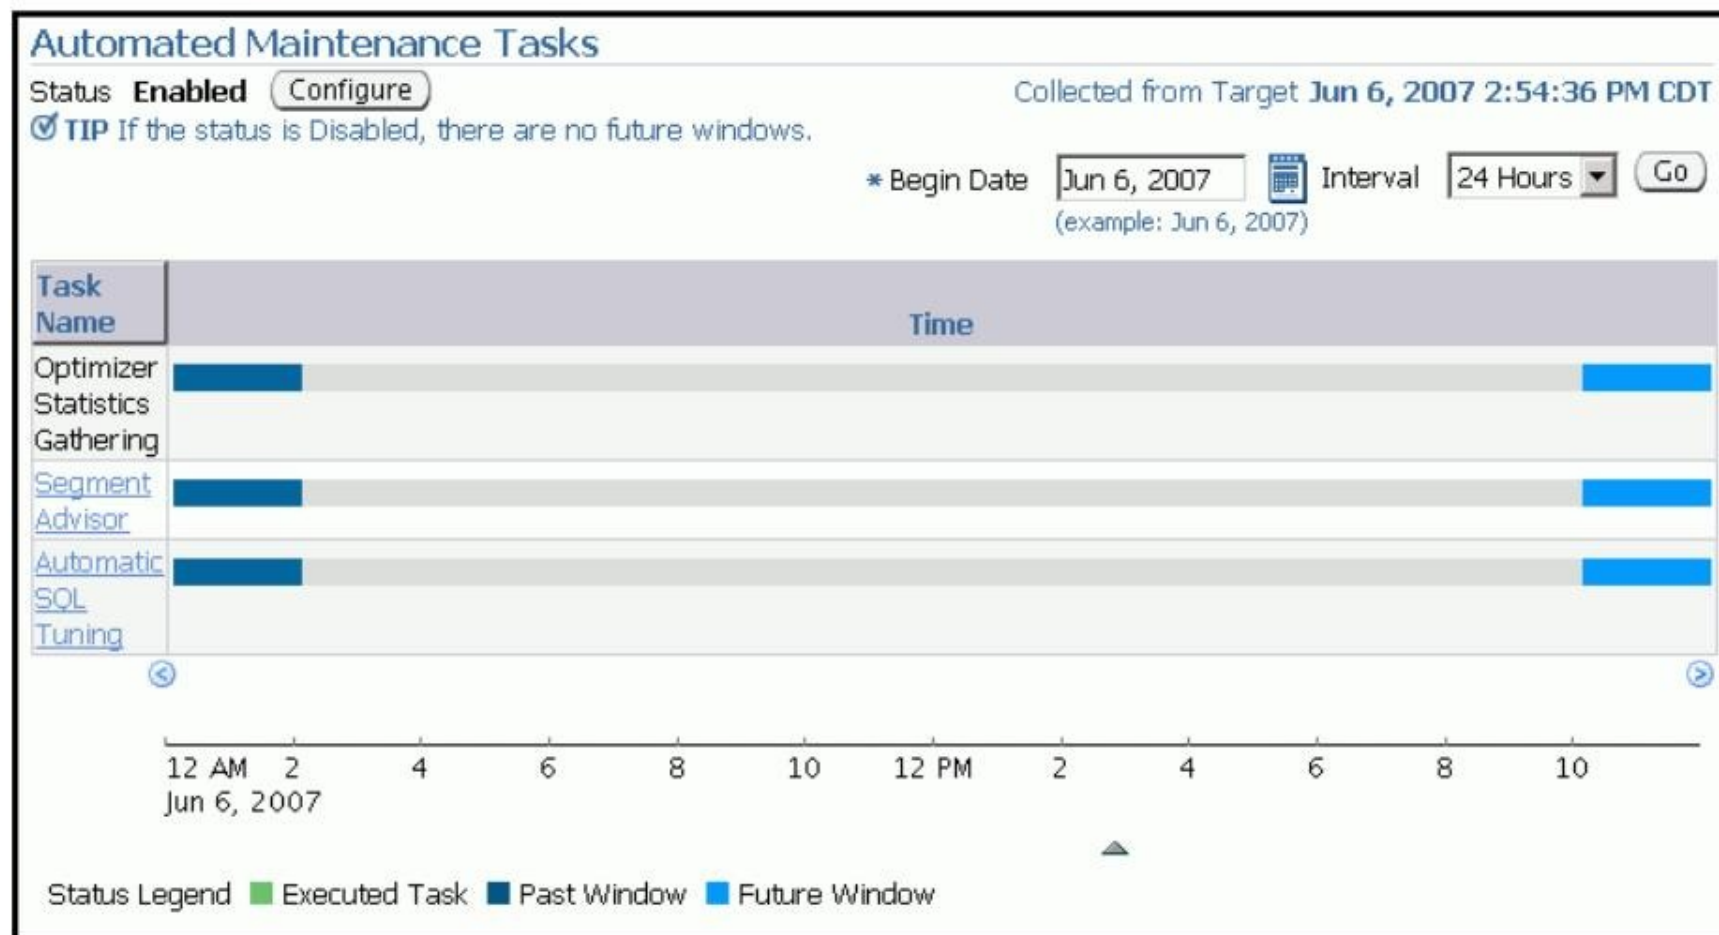 Automated Maintenance Tasks
Status Enabled Configure
Collected from Target Jun 6, 2007 2:54:36 PM CDT
TIP If the status is Disabled, there are no future windows.
* Begin Date Jun 6, 2007 Interval 24 Hours Go
(example: Jun 6, 2007)
Task
Name
Time
Optimizer
Statistics
Gathering
Segment
Advisor
Automatic
SQL
Tuning
12 AM 2 4 6 8 10 12 PM 2 4 6 8 10
Jun 6, 2007
Status Legend Executed Task Past Window Future Window